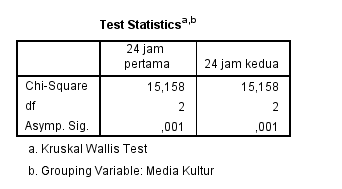 Test Statisticsa,b
24 jam pertama 24 jam kedua
Chi-Square 15,158 15,158
df 2 2
Asymp. Sig. ,001 ,001
a. Kruskal Wallis Test
b. Grouping Variable: Media Kultur